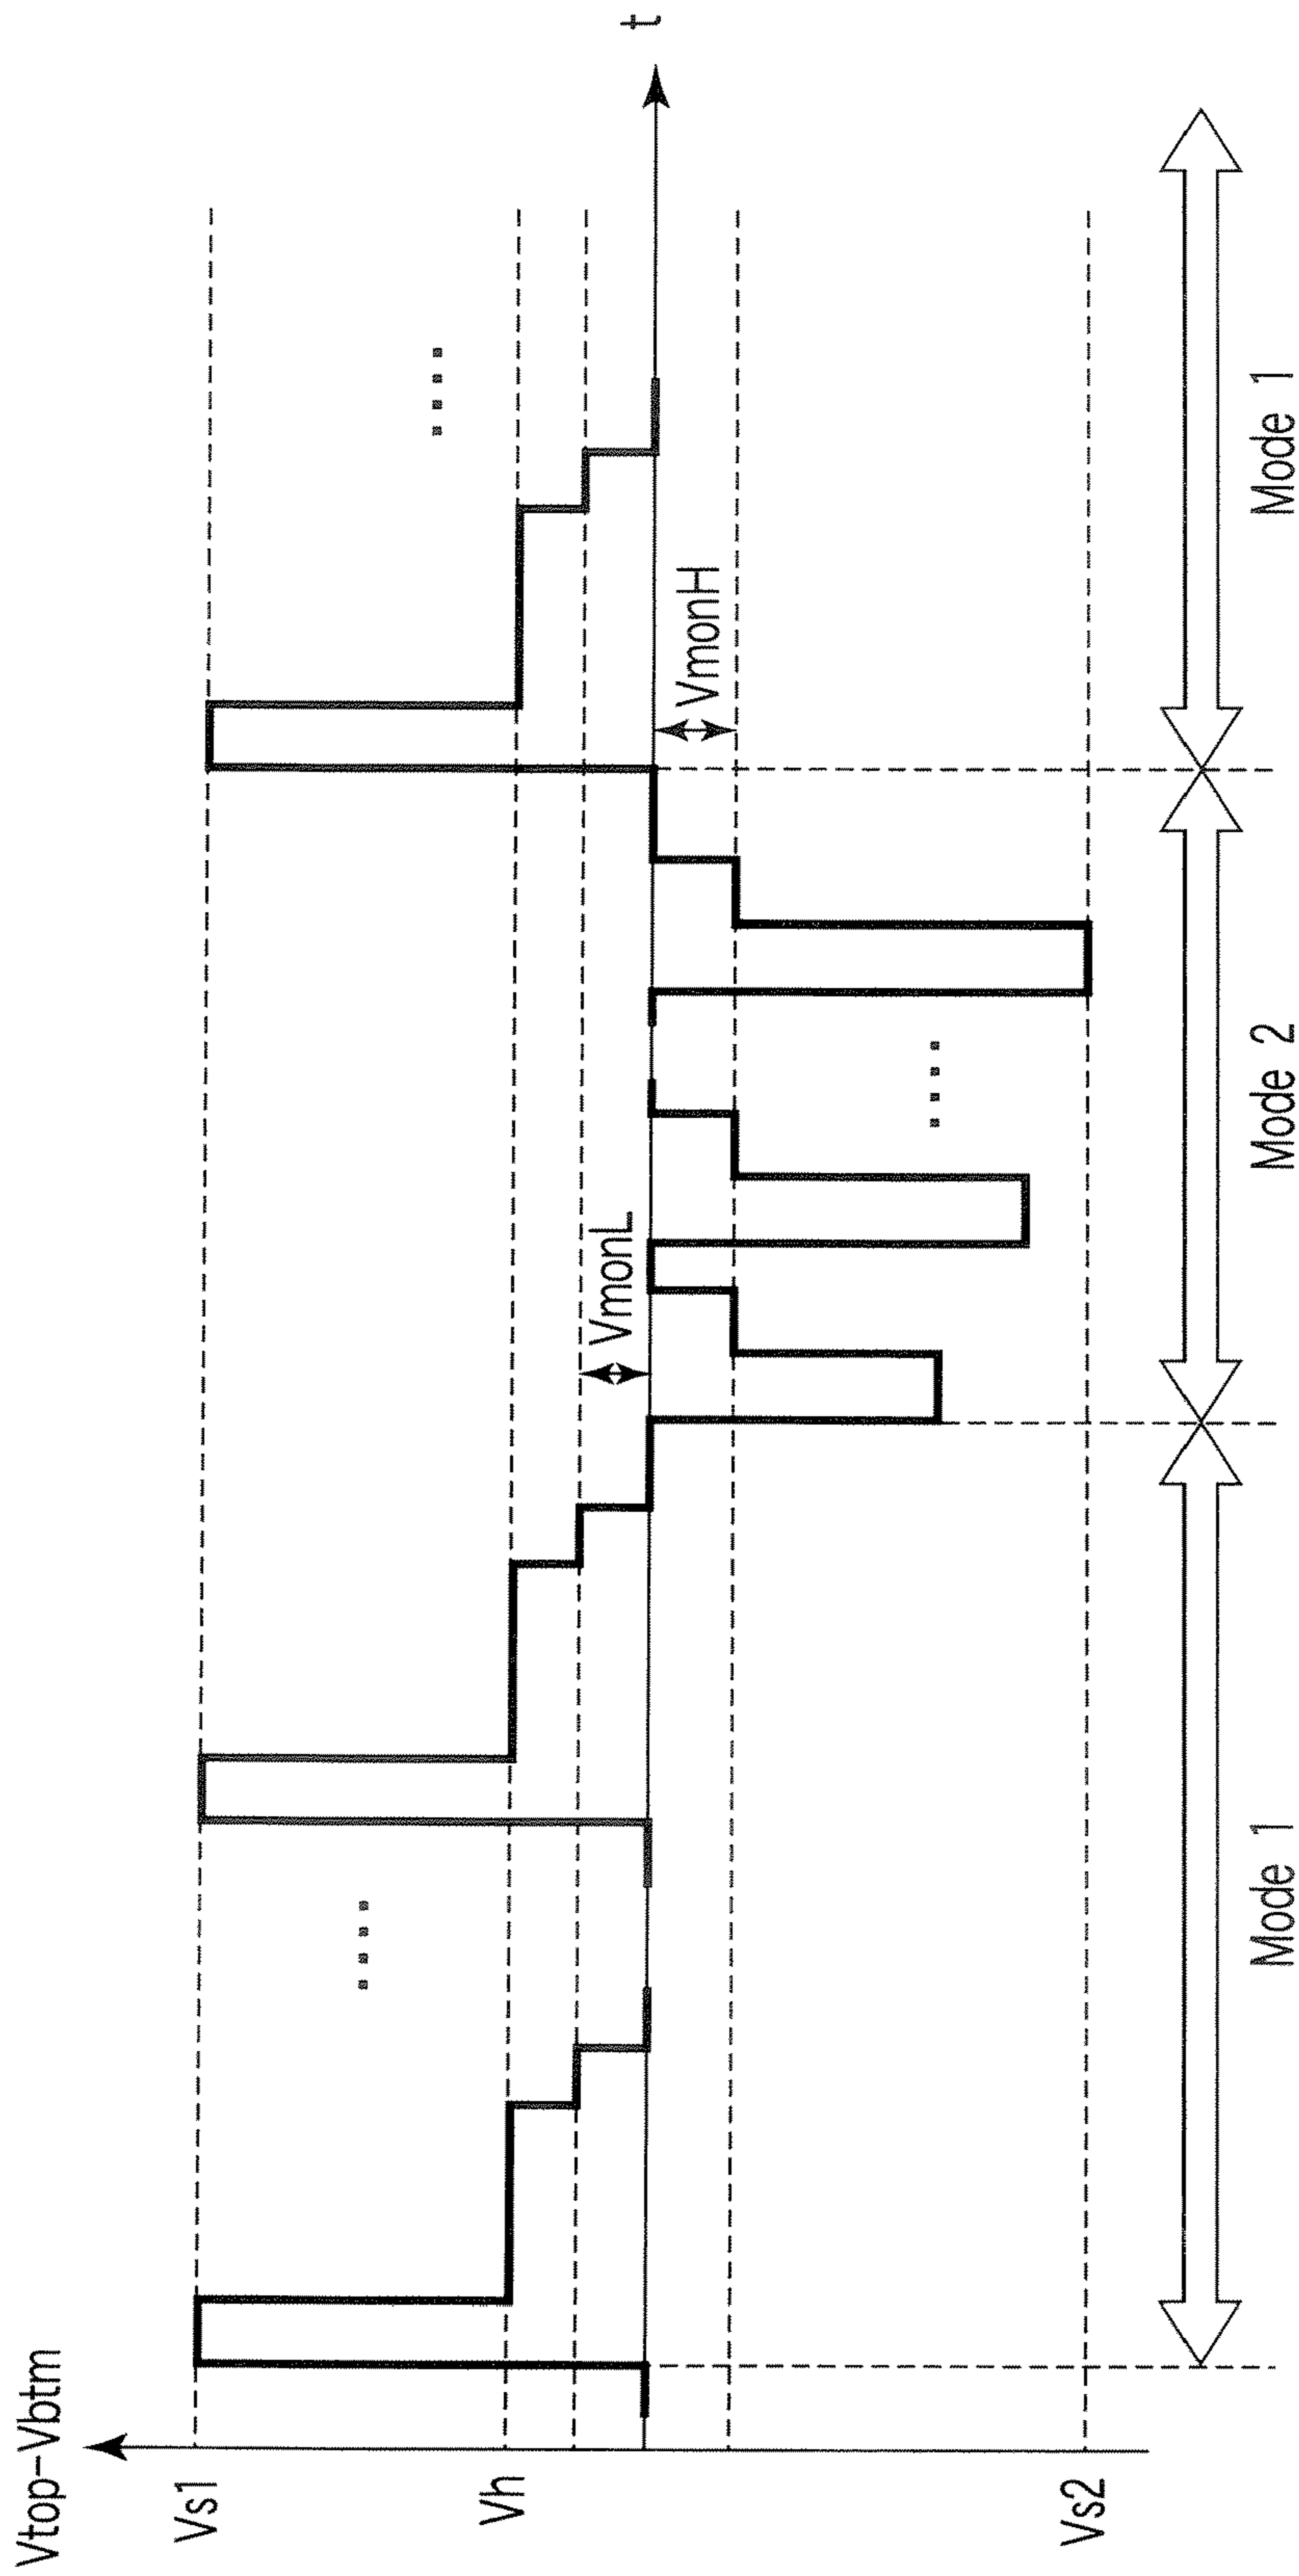 Vtop-Vbtm
Vs1
Vh
Vs2
VmonL
VmonH
t
Mode 1
Mode 2
Mode 1